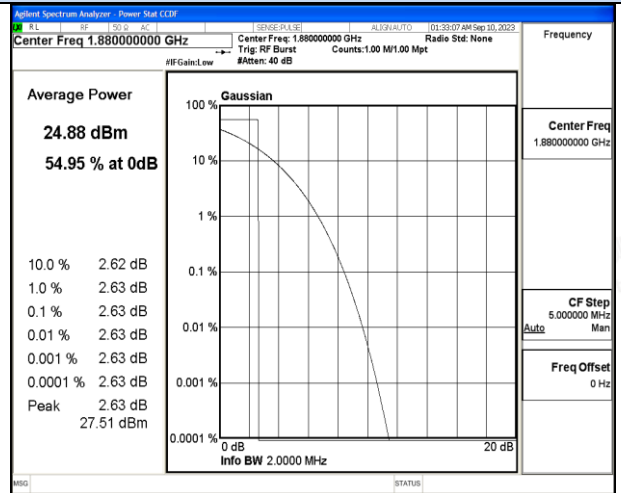 Agilent Spectrum Analyzer - Power Stat CCDF
RL RF 50 Ω AC SENSE:PULSE ALIGNAUTO 01:33:07 AM Sep 10, 2023
Center Freq 1.880000000 GHz
Center Freq: 1.880000000 GHz Radio Std: None
Trig: RF Burst Counts:1.00 M/1.00 Mpt
#IFGain:Low #Atten: 40 dB
Average Power
24.88 dBm
54.95 % at 0dB
10.0 % 2.62 dB
1.0 % 2.63 dB
0.1 % 2.63 dB
0.01 % 2.63 dB
0.001 % 2.63 dB
0.0001 % 2.63 dB
Peak 2.63 dB
27.51 dBm
Gaussian
100 %
10 %
1 %
0.1 %
0.01 %
0.001 %
0.0001 %
0 dB 20 dB
Info BW 2.0000 MHz
Frequency
Center Freq
1.880000000 GHz
CF Step
5.000000 MHz
Auto Man
Freq Offset
0 Hz
MSG STATUS